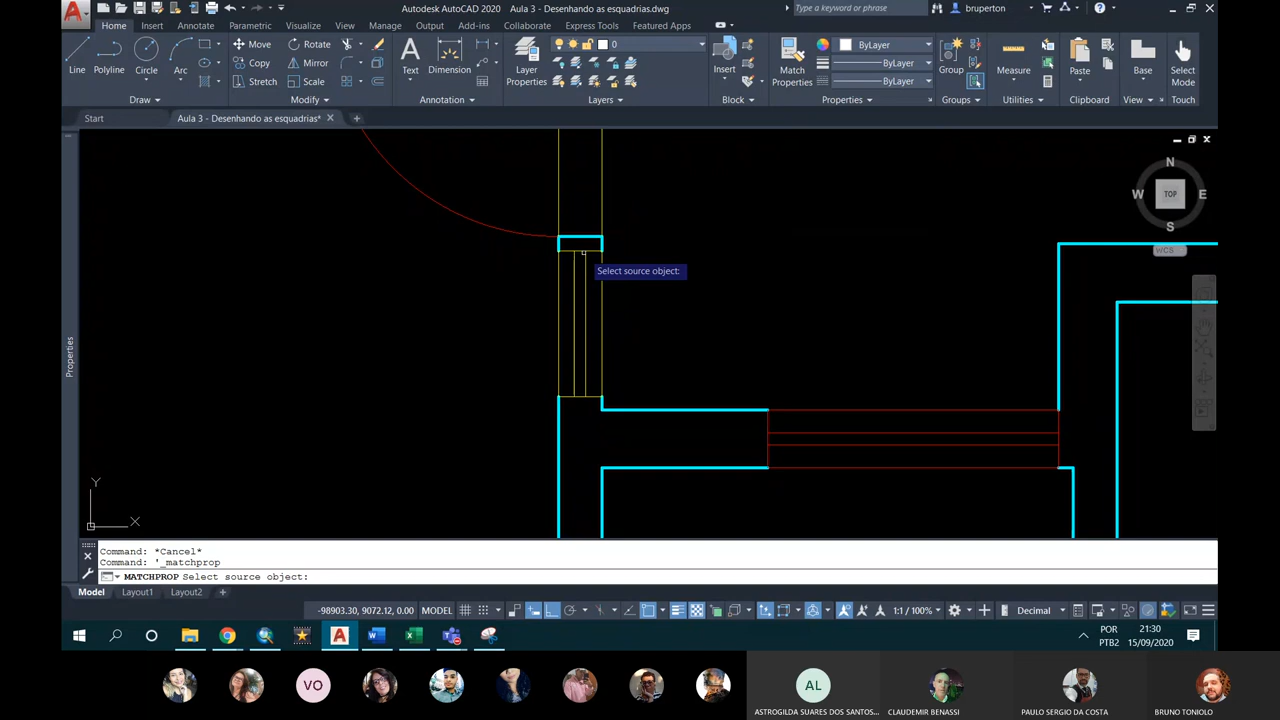 Autodesk AutoCAD 2020 Aula 3 - Desenhando as esquadrias.dwg
Type a keyword or phrase
bruperton
Home Insert Annotate Parametric Visualize View Manage Output Add-ins Collaborate Express Tools Featured Apps
Line Polyline Circle Arc
Move Rotate
Copy Mirror
Stretch Scale
Text Dimension
Layer Properties
0
Insert
Match Properties
ByLayer
ByLayer
ByLayer
Group
Measure
Paste
Base
Select Mode
Draw Modify Annotation Layers Block Properties Groups Utilities Clipboard View Touch
Start Aula 3 - Desenhando as esquadrias*
N
W TOP E
S
WCS
Select source object:
Properties
Y
X
Command: *Cancel*
Command: '_matchprop
MATCHPROP Select source object:
Model Layout1 Layout2
-98903.30, 9072.12, 0.00 MODEL 1:1 / 100% Decimal
POR
PTB2
21:30
15/09/2020
VO
AL
ASTROGILDA SUARES DOS SANTOS...
CLAUDEMIR BENASSI
PAULO SERGIO DA COSTA
BRUNO TONIOLO